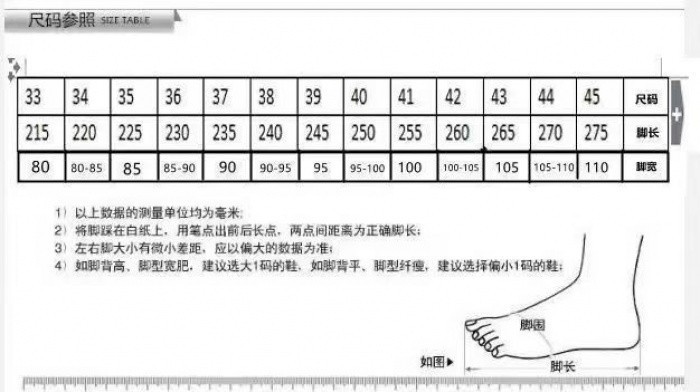 尺码参照 SIZE TABLE
33 34 35 36 37 38 39 40 41 42 43 44 45 尺码
215 220 225 230 235 240 245 250 255 260 265 270 275 脚长
80 80-85 85 85-90 90 90-95 95 95-100 100 100-105 105 105-110 110 脚宽
1）以上数据的测量单位均为毫米;
2）将脚踩在白纸上，用笔点出前后长点，两点间距离为正确脚长;
3）左右脚大小有微小差距，应以偏大的数据为准;
4）如脚背高、脚型宽肥，建议选大1码的鞋，如脚背平、脚型纤瘦，建议选择偏小1码的鞋;
脚围
如图▶
脚长